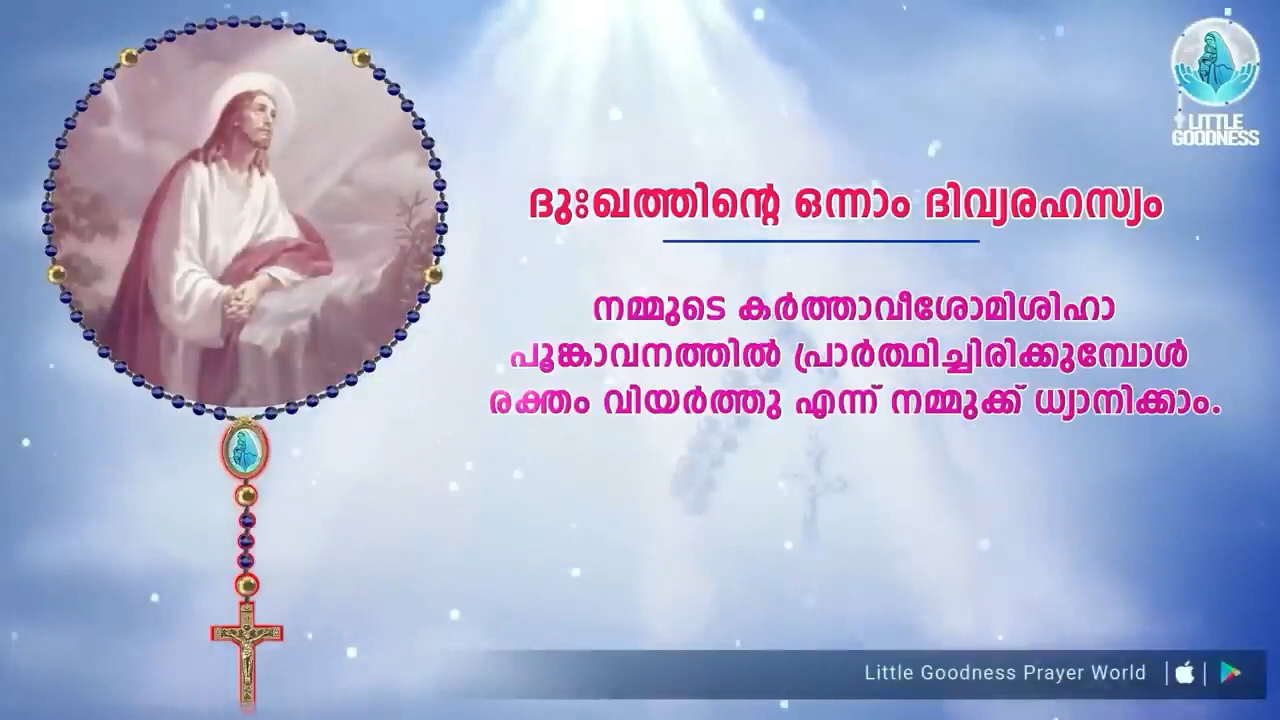 LITTLE
GOODNESS
ദുഃഖത്തിന്റെ ഒന്നാം ദിവ്യരഹസ്യം
നമ്മുടെ കർത്താവീശോമിശിഹാ
പൂങ്കാവനത്തിൽ പ്രാർത്ഥിച്ചിരിക്കുമ്പോൾ
രക്തം വിയർത്തു എന്ന് നമ്മുക്ക് ധ്യാനിക്കാം.
Little Goodness Prayer World